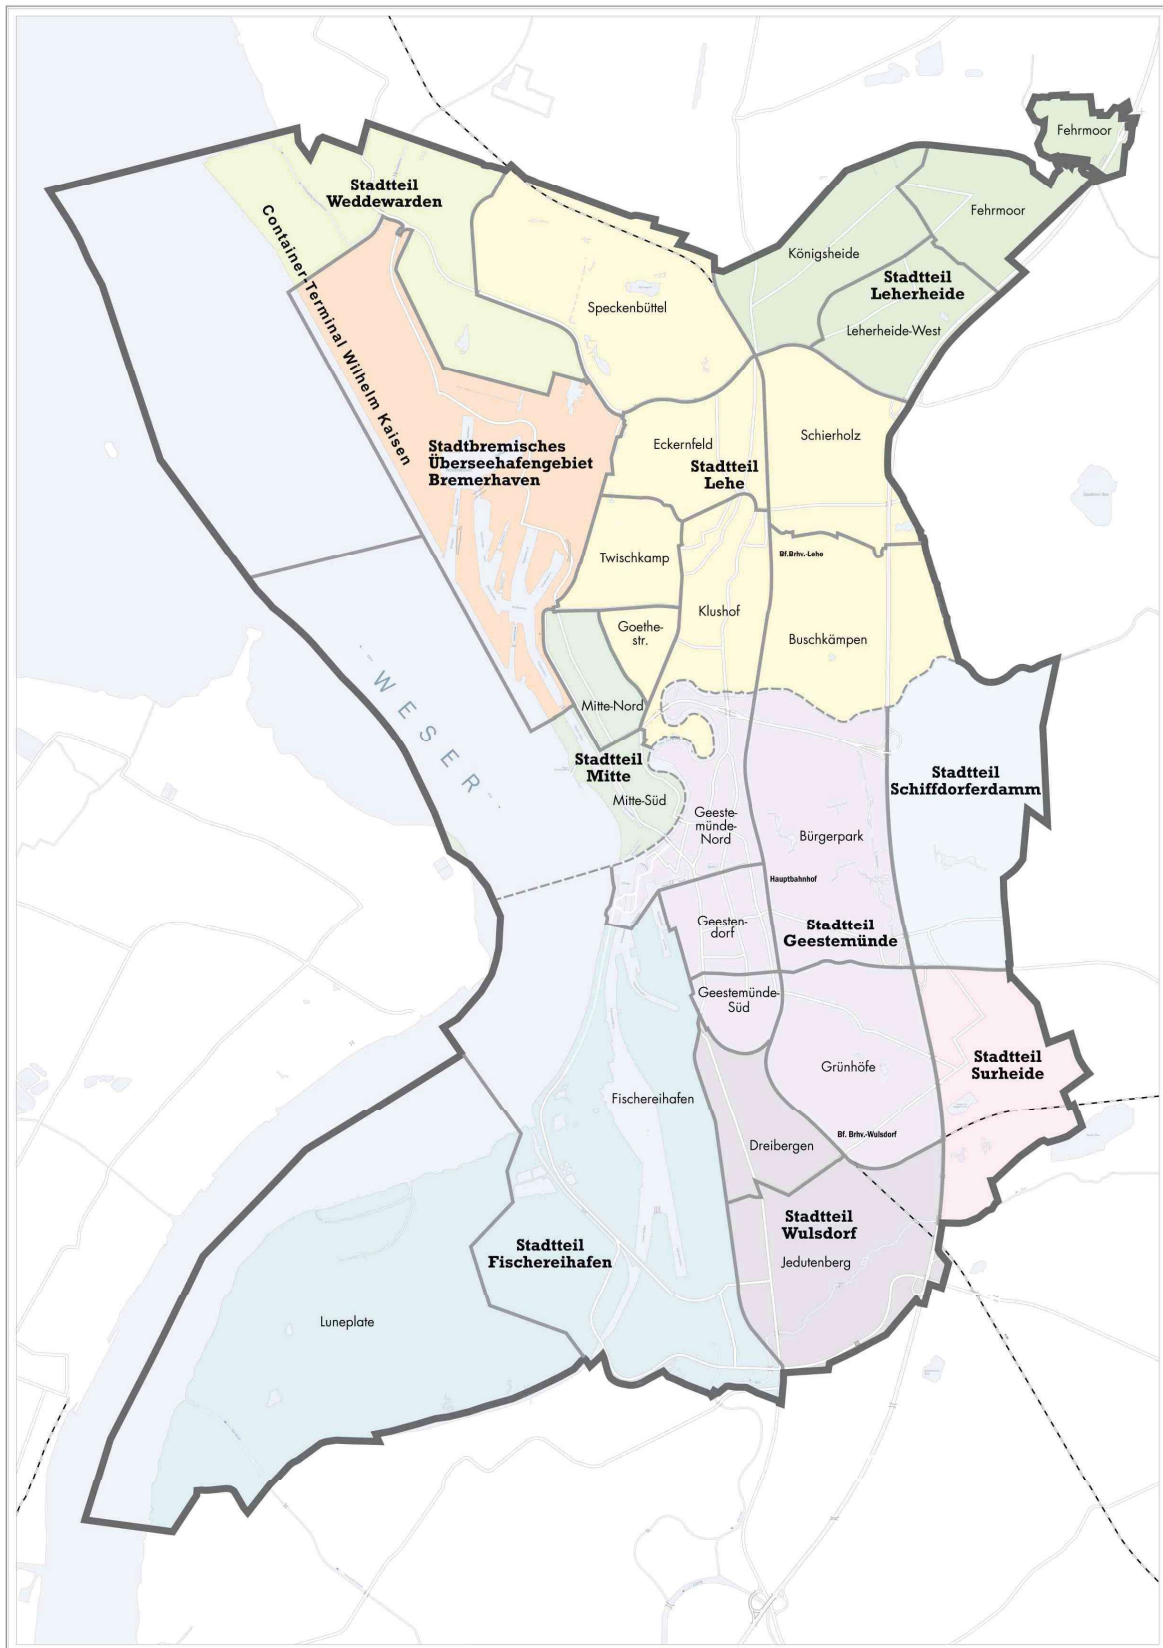 Fehrmoor
Stadtteil
Weddewarden
Container-Terminal Wilhelm Kaisen
Fehrmoor
Königsheide
Stadtteil
Leherheide
Speckenbüttel
Leherheide-West
Stadtbremisches
Überseehafengebiet
Bremerhaven
Eckernfeld
Schierholz
Stadtteil
Lehe
Twischkamp
Bf.Brhv.-Lehe
Klushof
Goethe-
str.
Buschkämpen
- WESER -
Mitte-Nord
Stadtteil
Mitte
Mitte-Süd
Stadtteil
Schiffdorferdamm
Geeste-
münde-
Nord
Bürgerpark
Hauptbahnhof
Geesten-
dorf
Stadtteil
Geestemünde
Geestemünde-
Süd
Grünhöfe
Stadtteil
Surheide
Fischereihafen
Bf. Brhv.-Wulsdorf
Dreibergen
Stadtteil
Wulsdorf
Jedutenberg
Stadtteil
Fischereihafen
Luneplate